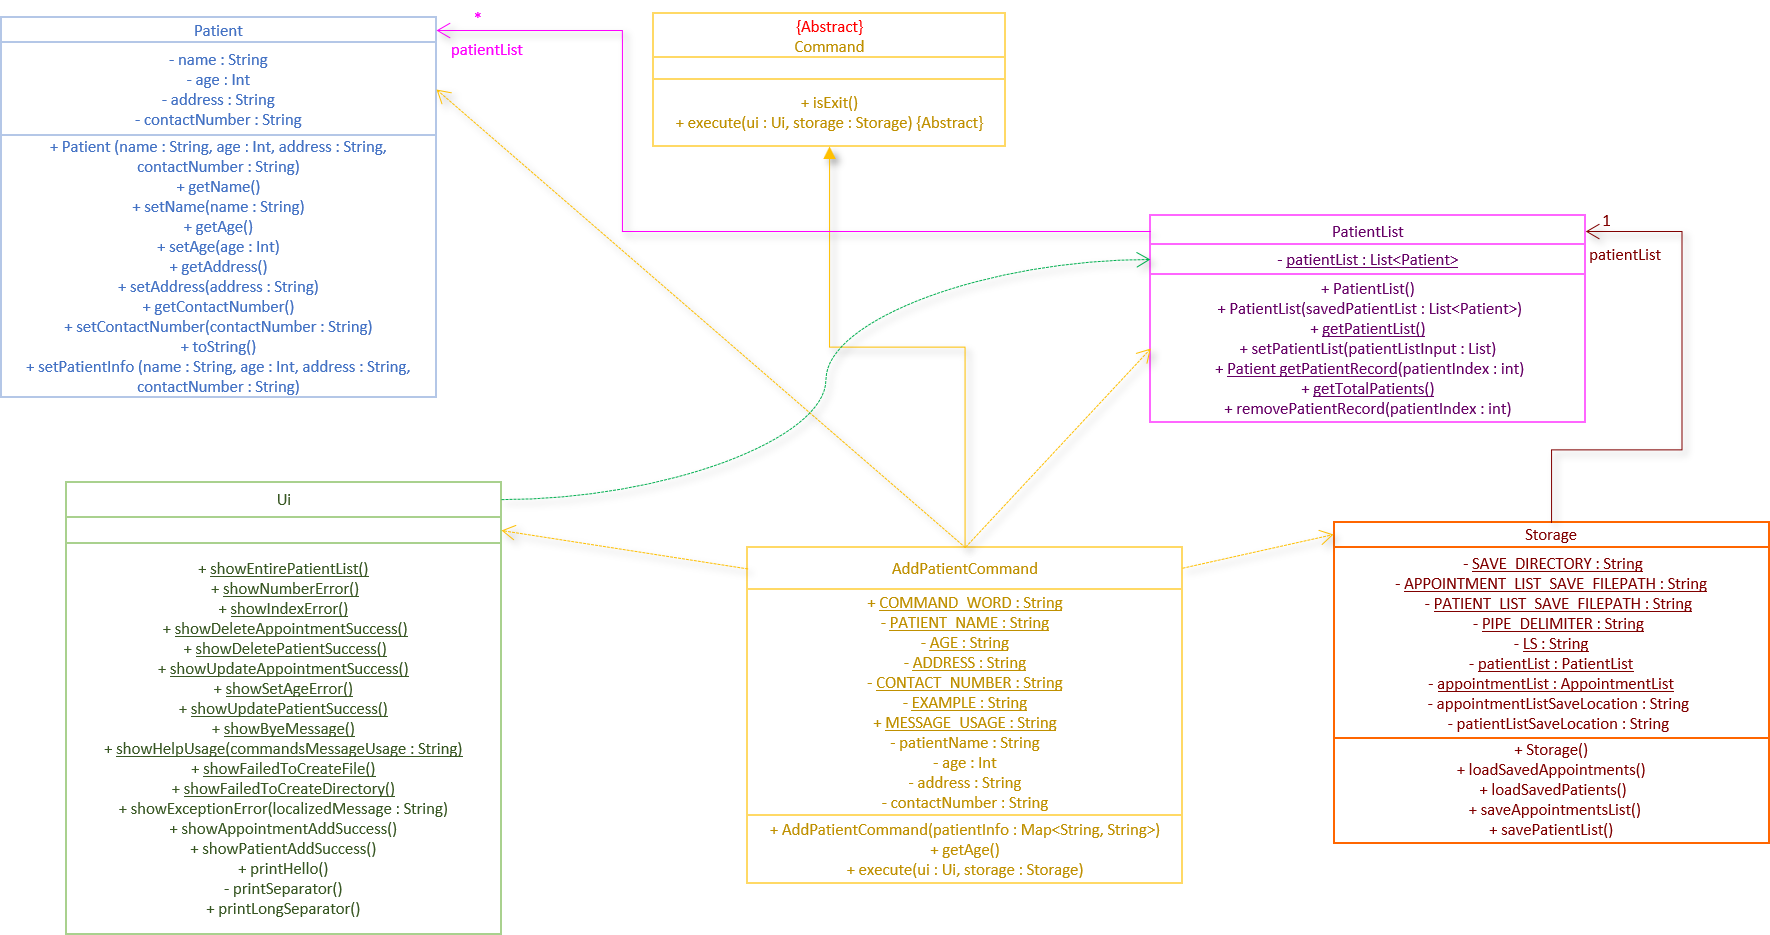 Patient
- name : String
- age : Int
- address : String
- contactNumber : String
+ Patient (name : String, age : Int, address : String,
contactNumber : String)
+ getName()
+ setName(name : String)
+ getAge()
+ setAge(age : Int)
+ getAddress()
+ setAddress(address : String)
+ getContactNumber()
+ setContactNumber(contactNumber : String)
+ toString()
+ setPatientInfo (name : String, age : Int, address : String,
contactNumber : String)
*
patientList
{Abstract}
Command
+ isExit()
+ execute(ui : Ui, storage : Storage) {Abstract}
PatientList
- patientList : List<Patient>
+ PatientList()
+ PatientList(savedPatientList : List<Patient>)
+ getPatientList()
+ setPatientList(patientListInput : List)
+ Patient getPatientRecord(patientIndex : int)
+ getTotalPatients()
+ removePatientRecord(patientIndex : int)
1
patientList
Ui
+ showEntirePatientList()
+ showNumberError()
+ showIndexError()
+ showDeleteAppointmentSuccess()
+ showDeletePatientSuccess()
+ showUpdateAppointmentSuccess()
+ showSetAgeError()
+ showUpdatePatientSuccess()
+ showByeMessage()
+ showHelpUsage(commandsMessageUsage : String)
+ showFailedToCreateFile()
+ showFailedToCreateDirectory()
+ showExceptionError(localizedMessage : String)
+ showAppointmentAddSuccess()
+ showPatientAddSuccess()
+ printHello()
- printSeparator()
+ printLongSeparator()
AddPatientCommand
+ COMMAND_WORD : String
- PATIENT_NAME : String
- AGE : String
- ADDRESS : String
- CONTACT_NUMBER : String
- EXAMPLE : String
+ MESSAGE_USAGE : String
- patientName : String
- age : Int
- address : String
- contactNumber : String
+ AddPatientCommand(patientInfo : Map<String, String>)
+ getAge()
+ execute(ui : Ui, storage : Storage)
Storage
- SAVE_DIRECTORY : String
- APPOINTMENT_LIST_SAVE_FILEPATH : String
- PATIENT_LIST_SAVE_FILEPATH : String
- PIPE_DELIMITER : String
- LS : String
- patientList : PatientList
- appointmentList : AppointmentList
- appointmentListSaveLocation : String
- patientListSaveLocation : String
+ Storage()
+ loadSavedAppointments()
+ loadSavedPatients()
+ saveAppointmentsList()
+ savePatientList()